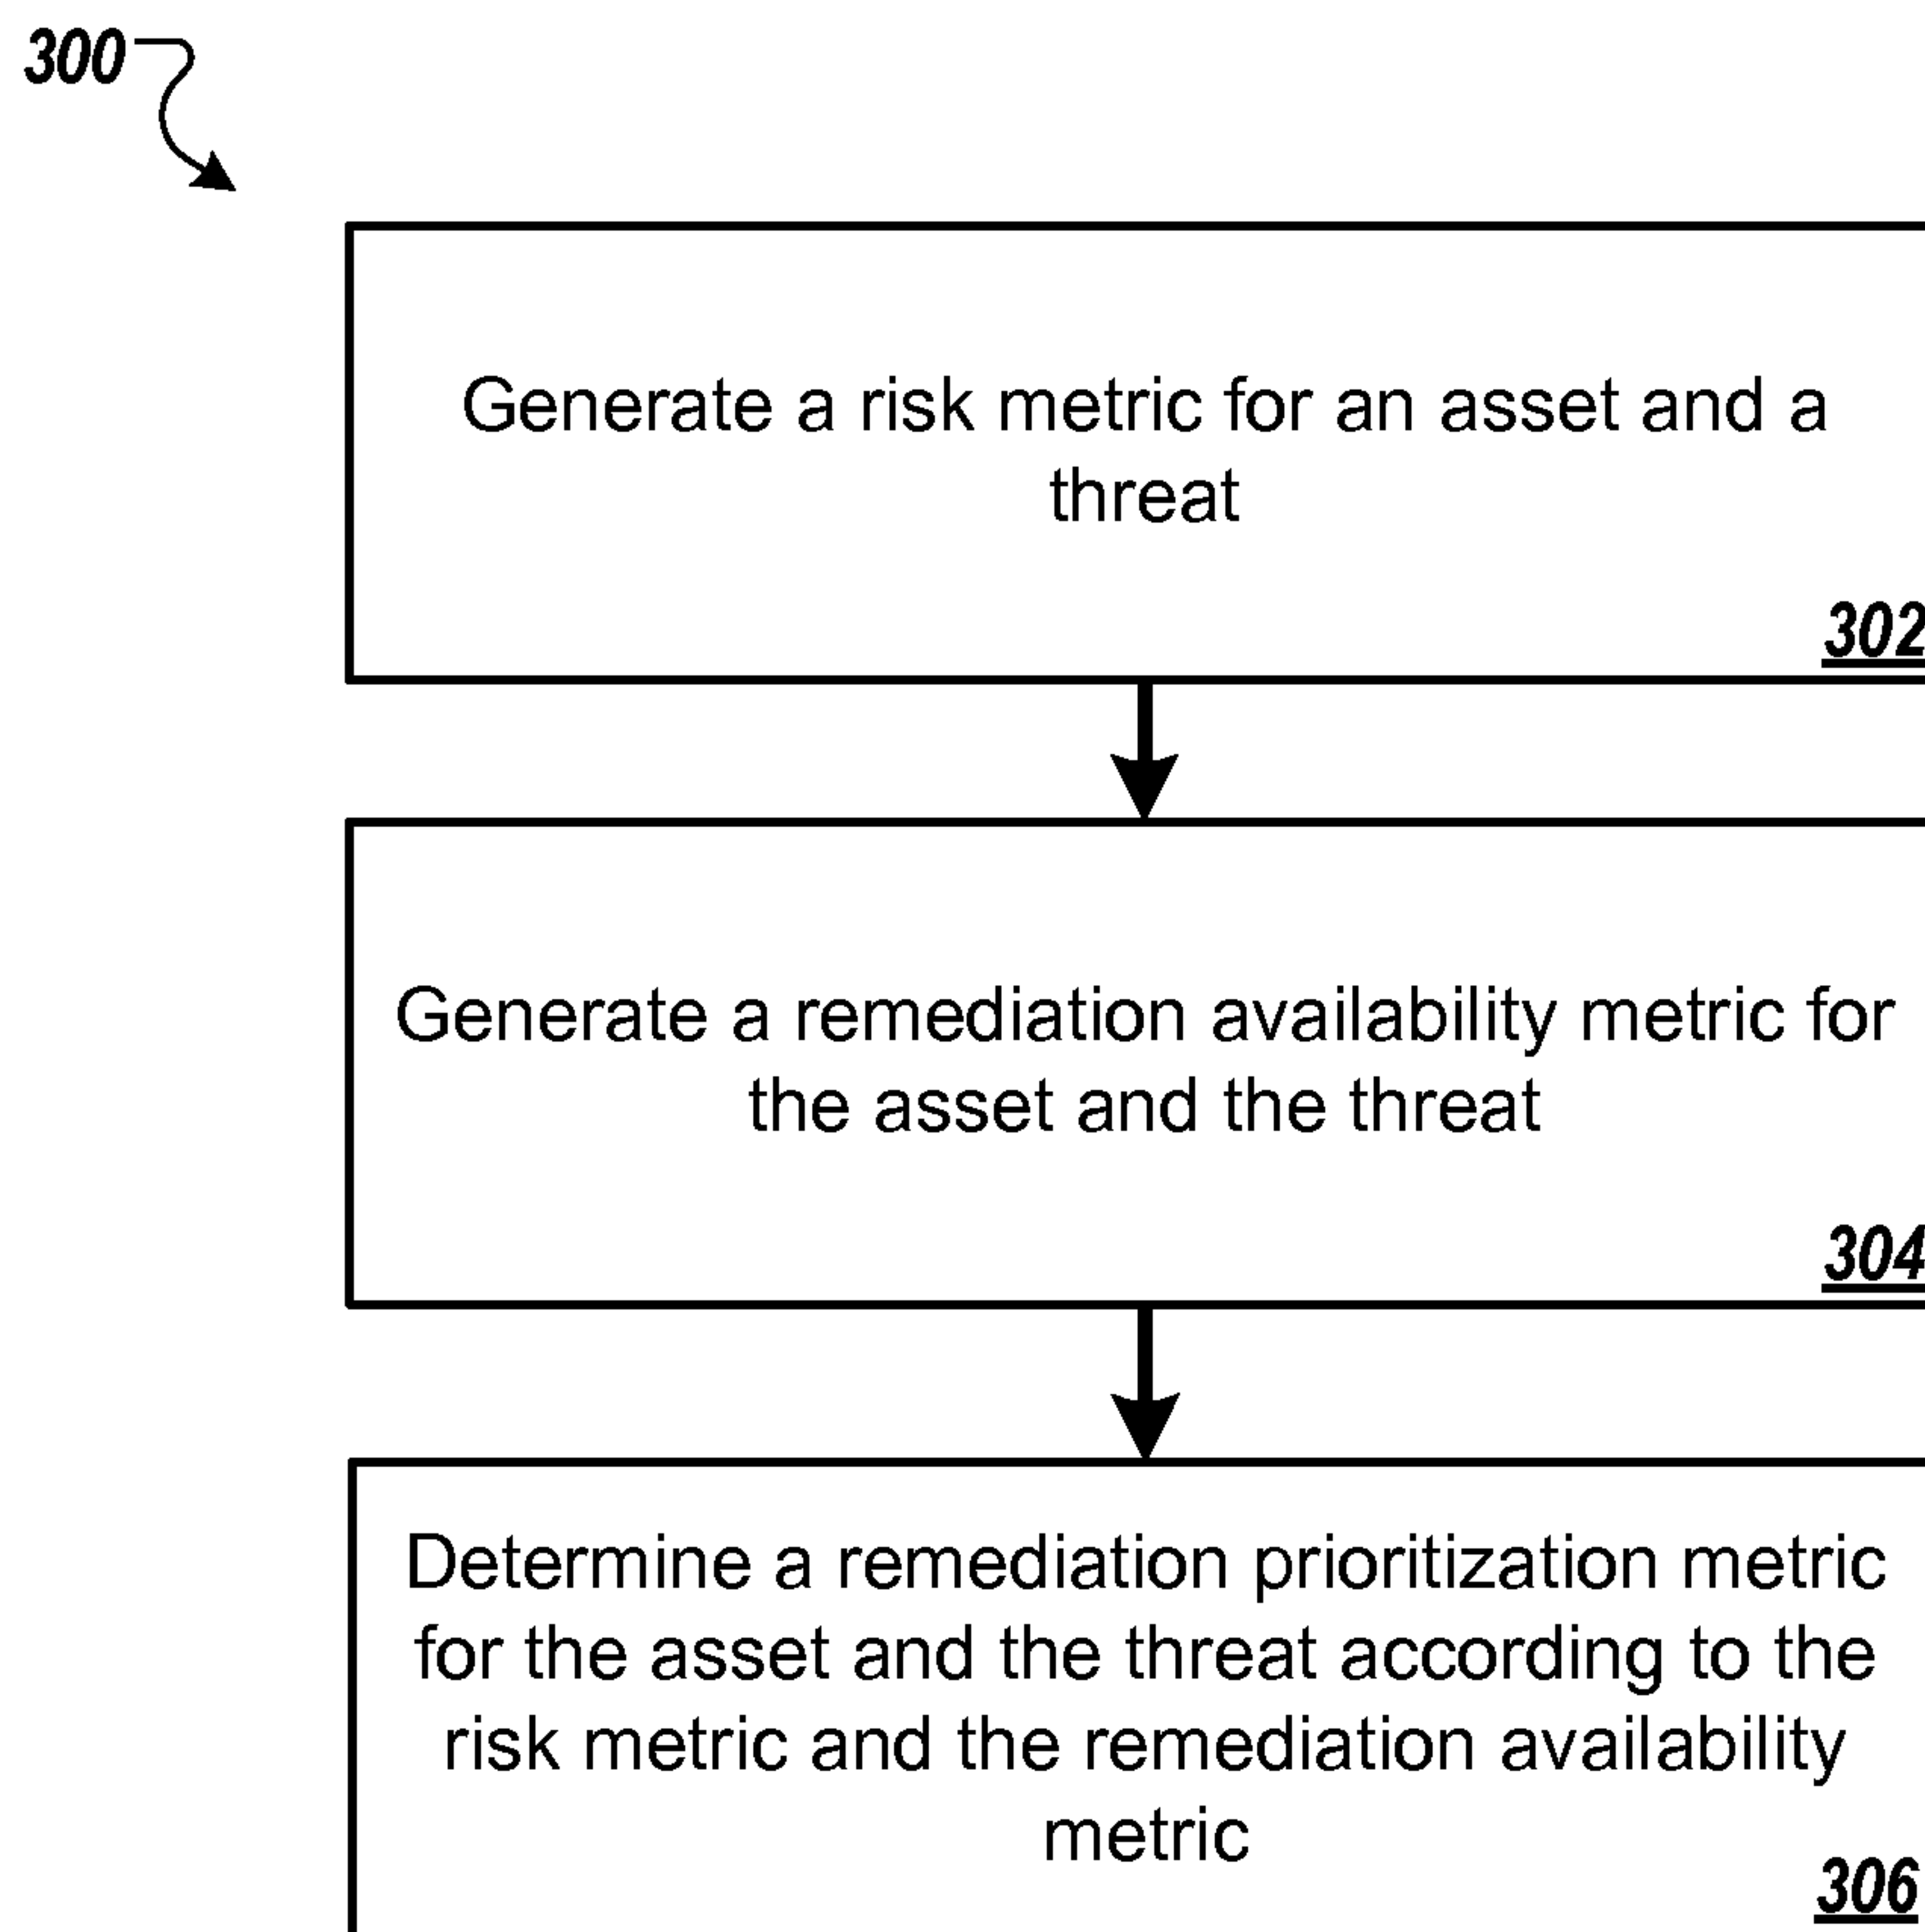 300
Generate a risk metric for an asset and a
threat
302
Generate a remediation availability metric for
the asset and the threat
304
Determine a remediation prioritization metric
for the asset and the threat according to the
risk metric and the remediation availability
metric
306